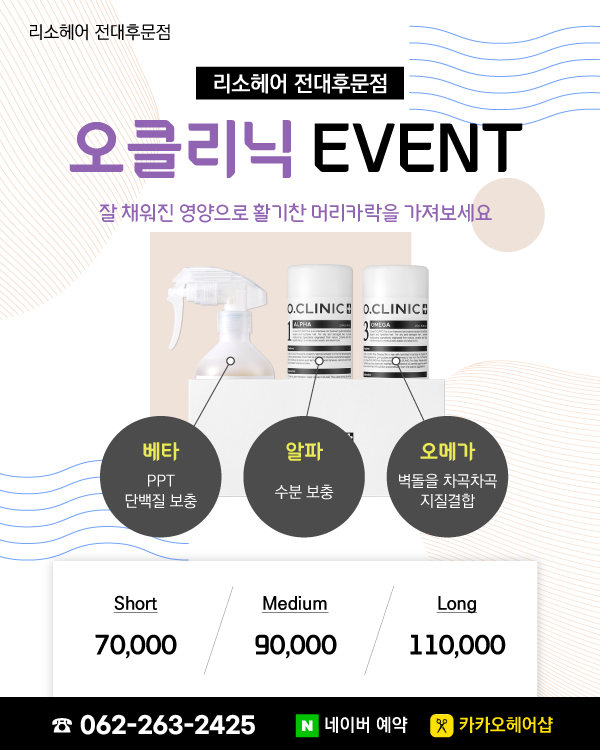 리소헤어 전대후문점
리소헤어 전대후문점
오클리닉 EVENT
잘 채워진 영양으로 활기찬 머리카락을 가져보세요
O.CLINIC
1 ALPHA
O.CLINIC
3 OMEGA
베타
PPT
단백질 보충
알파
수분 보충
오메가
벽돌을 차곡차곡
지질결합
Short
70,000
Medium
90,000
Long
110,000
062-263-2425
N 네이버 예약
카카오헤어샵